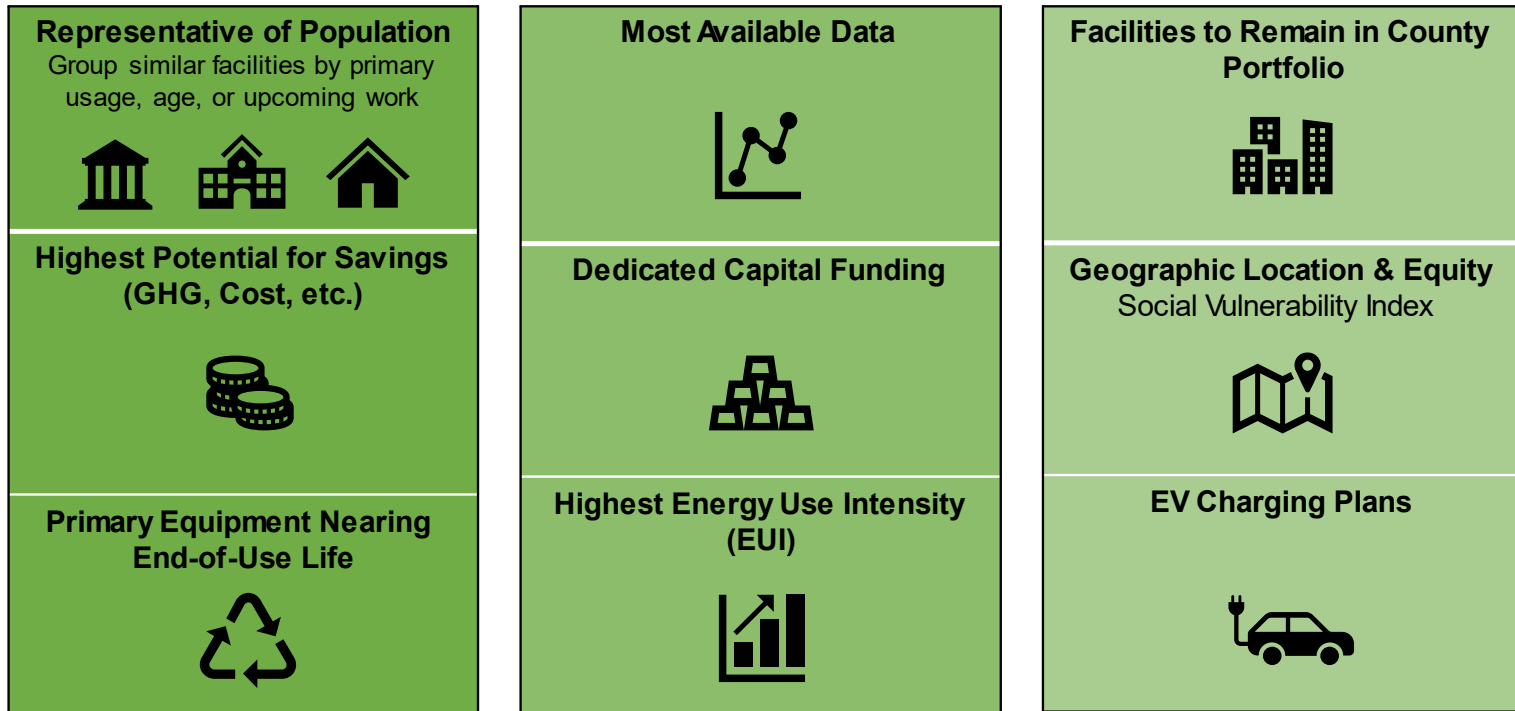 Representative of Population
Group similar facilities by primary
usage, age, or upcoming work
Highest Potential for Savings
(GHG, Cost, etc.)
Primary Equipment Nearing
End-of-Use Life
Most Available Data
Dedicated Capital Funding
Highest Energy Use Intensity
(EUI)
Facilities to Remain in County
Portfolio
Geographic Location & Equity
Social Vulnerability Index
EV Charging Plans